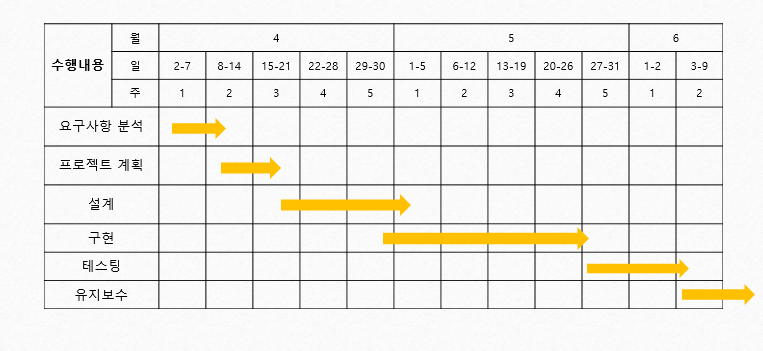 수행내용 월 4 5 6
일 2-7 8-14 15-21 22-28 29-30 1-5 6-12 13-19 20-26 27-31 1-2 3-9
주 1 2 3 4 5 1 2 3 4 5 1 2
요구사항 분석
프로젝트 계획
설계
구현
테스팅
유지보수